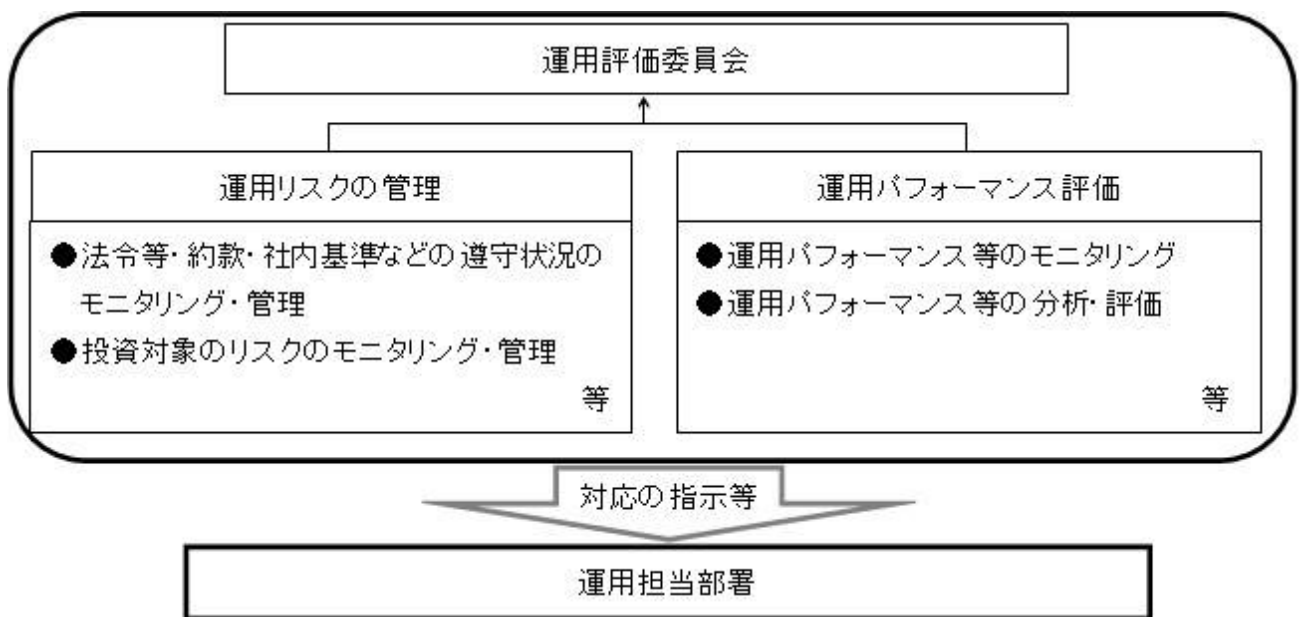 運用評価委員会
運用リスクの管理
●法令等・約款・社内基準などの遵守状況の
モニタリング・管理
●投資対象のリスクのモニタリング・管理
等
運用パフォーマンス評価
●運用パフォーマンス等のモニタリング
●運用パフォーマンス等の分析・評価
等
対応の指示等
運用担当部署